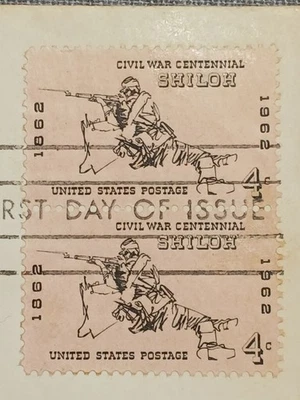 CIVIL WAR CENTENNIAL
SHILOH
1862
1962
4c
UNITED STATES POSTAGE
RST DAY OF ISSUE
CIVIL WAR CENTENNIAL
SHILOH
1862
1962
4c
UNITED STATES POSTAGE